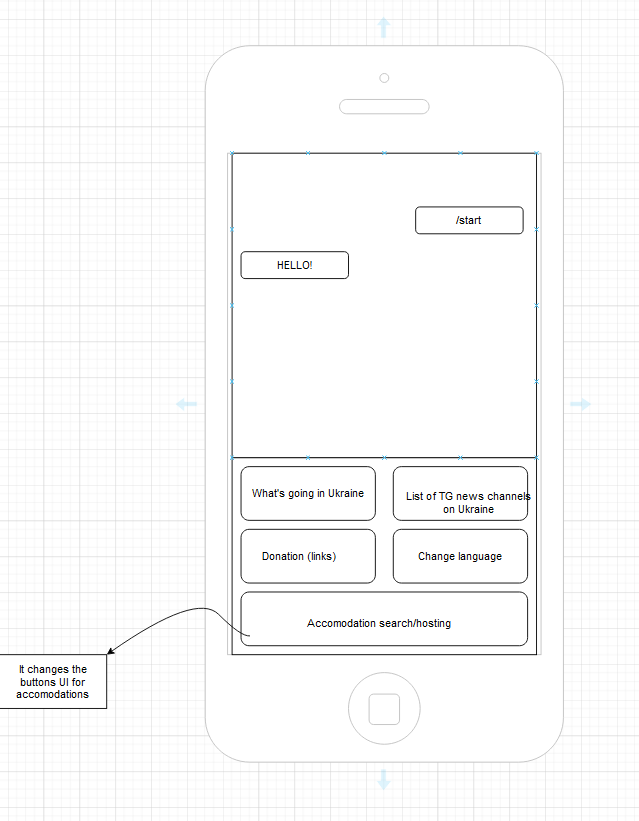 /start
HELLO!
What's going in Ukraine
List of TG news channels
on Ukraine
Donation (links)
Change language
Accomodation search/hosting
It changes the
buttons UI for
accomodations